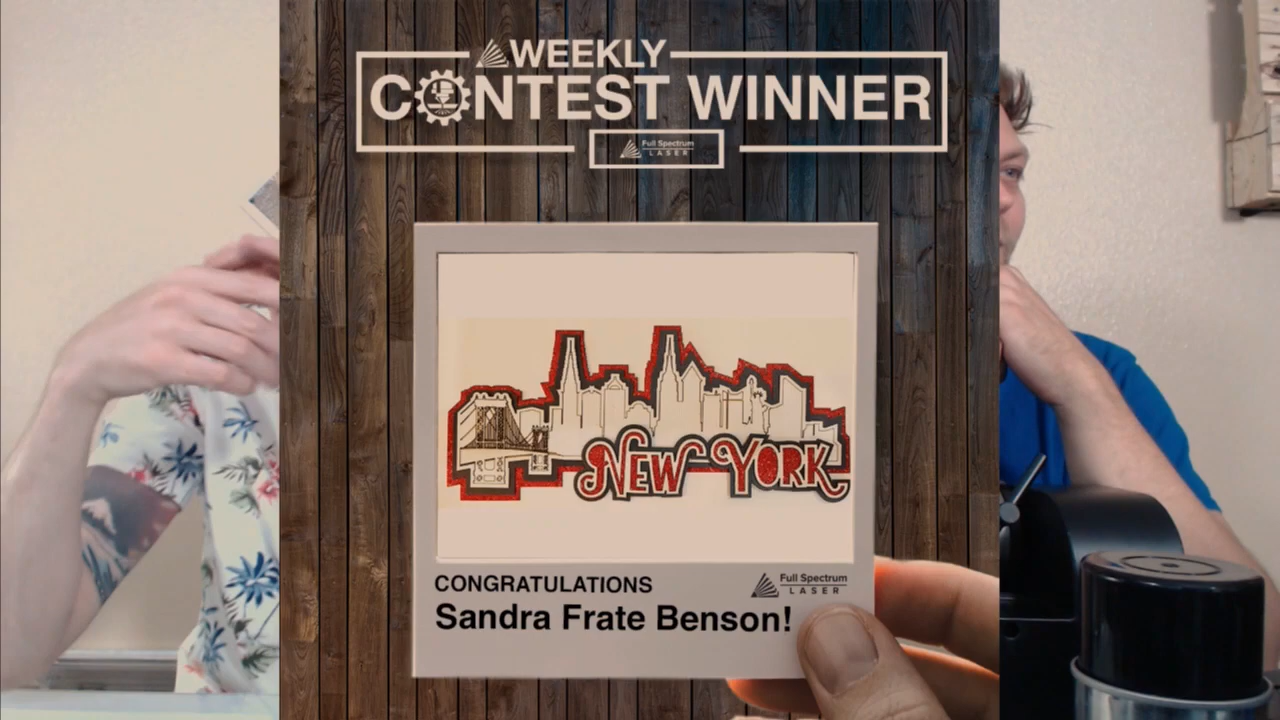 WEEKLY
CONTEST WINNER
Full Spectrum
LASER
NEW YORK
CONGRATULATIONS
Full Spectrum
LASER
Sandra Frate Benson!